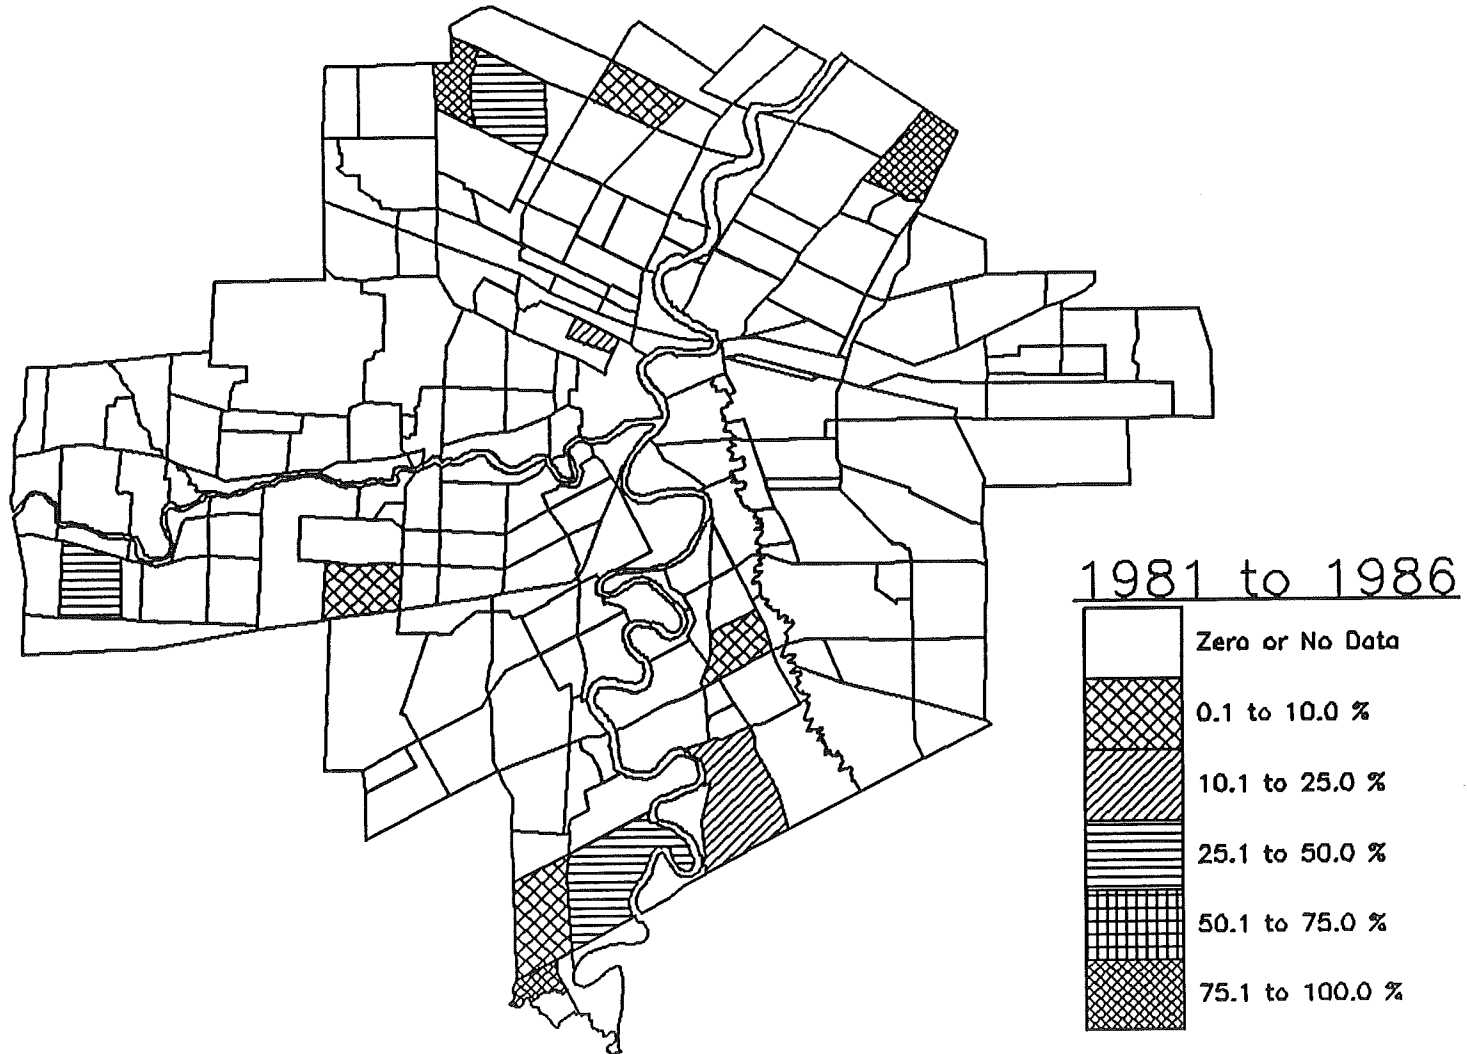 1981 to 1986
Zero or No Data
0.1 to 10.0 %
10.1 to 25.0 %
25.1 to 50.0 %
50.1 to 75.0 %
75.1 to 100.0 %